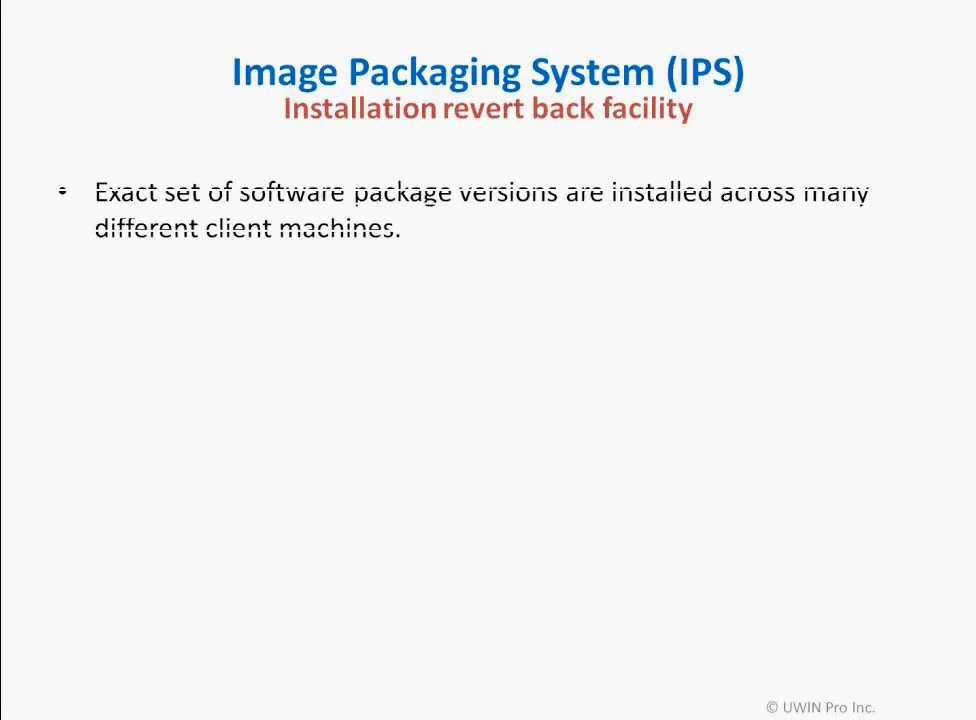 Image Packaging System (IPS)
Installation revert back facility
• Exact set of software package versions are installed across many
different client machines.
© UWIN Pro Inc.